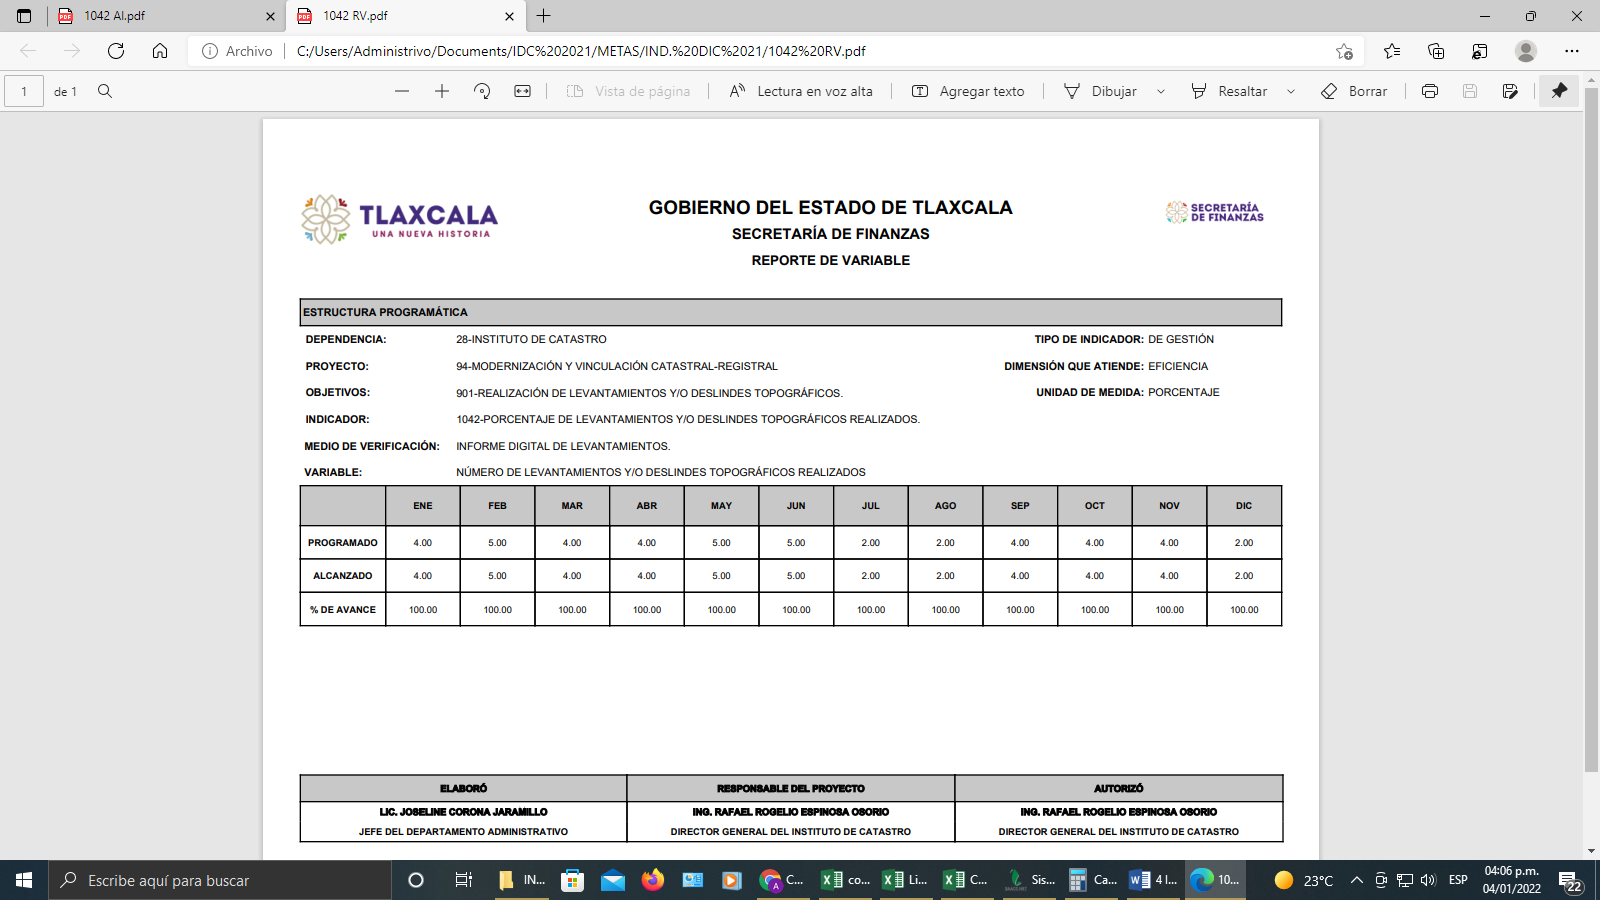 1042 AI.pdf
1042 RV.pdf
Archivo
C:/Users/Administrivo/Documents/IDC%202021/METAS/IND.%20DIC%2021/1042%20RV.pdf
1 de 1
Vista de página
Lectura en voz alta
Agregar texto
Dibujar
Resaltar
Borrar
TLAXCALA
UNA NUEVA HISTORIA
GOBIERNO DEL ESTADO DE TLAXCALA
SECRETARÍA DE FINANZAS
REPORTE DE VARIABLE
SECRETARÍA
DE FINANZAS
ESTRUCTURA PROGRAMÁTICA
DEPENDENCIA: 28-INSTITUTO DE CATASTRO TIPO DE INDICADOR: DE GESTIÓN
PROYECTO: 94-MODERNIZACIÓN Y VINCULACIÓN CATASTRAL-REGISTRAL DIMENSIÓN QUE ATIENDE: EFICIENCIA
OBJETIVOS: 901-REALIZACIÓN DE LEVANTAMIENTOS Y/O DESLINDES TOPOGRÁFICOS. UNIDAD DE MEDIDA: PORCENTAJE
INDICADOR: 1042-PORCENTAJE DE LEVANTAMIENTOS Y/O DESLINDES TOPOGRÁFICOS REALIZADOS.
MEDIO DE VERIFICACIÓN: INFORME DIGITAL DE LEVANTAMIENTOS.
VARIABLE: NÚMERO DE LEVANTAMIENTOS Y/O DESLINDES TOPOGRÁFICOS REALIZADOS
ENE FEB MAR ABR MAY JUN JUL AGO SEP OCT NOV DIC
PROGRAMADO 4.00 5.00 4.00 4.00 5.00 5.00 2.00 2.00 4.00 4.00 4.00 2.00
ALCANZADO 4.00 5.00 4.00 4.00 5.00 5.00 2.00 2.00 4.00 4.00 4.00 2.00
% DE AVANCE 100.00 100.00 100.00 100.00 100.00 100.00 100.00 100.00 100.00 100.00 100.00 100.00
ELABORÓ RESPONSABLE DEL PROYECTO AUTORIZÓ
LIC. JOSELINE CORONA JARAMILLO ING. RAFAEL ROGELIO ESPINOSA OSORIO ING. RAFAEL ROGELIO ESPINOSA OSORIO
JEFE DEL DEPARTAMENTO ADMINISTRATIVO DIRECTOR GENERAL DEL INSTITUTO DE CATASTRO DIRECTOR GENERAL DEL INSTITUTO DE CATASTRO
Escribe aquí para buscar
IN... C... co... Li... C... Sis... Ca... 4 I... 10...
23°C
ESP
04:06 p.m.
04/01/2022
22